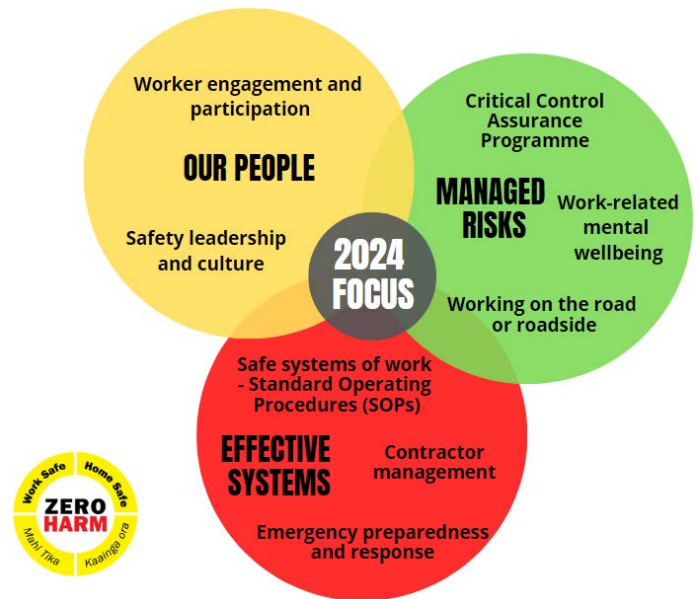 Worker engagement and
participation
OUR PEOPLE
Safety leadership
and culture
Critical Control
Assurance
Programme
MANAGED
RISKS
Work-related
mental
wellbeing
Working on the road
or roadside
2024
FOCUS
Safe systems of work
- Standard Operating
Procedures (SOPs)
EFFECTIVE
SYSTEMS
Contractor
management
Emergency preparedness
and response
Work Safe
Home Safe
ZERO
HARM
Mahi Tika
Kaainga ora